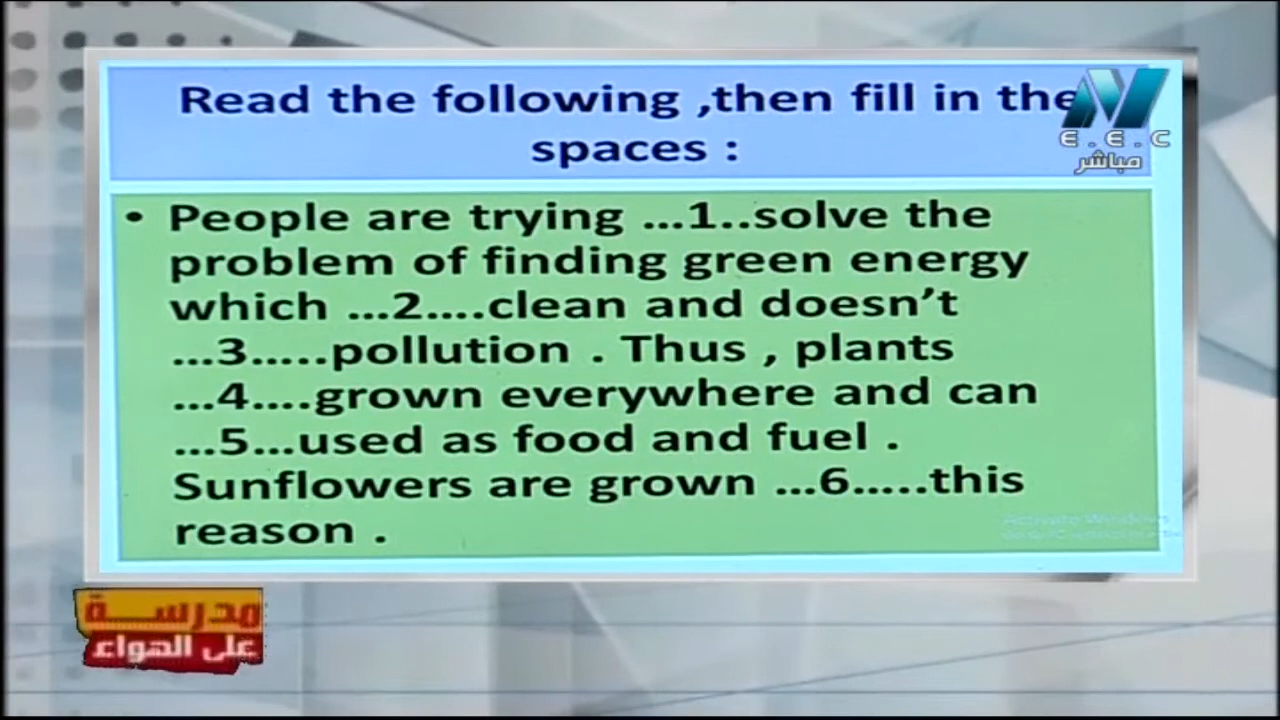 Read the following ,then fill in the
spaces :
E . E . C
مباشر
• People are trying ...1..solve the
problem of finding green energy
which ...2....clean and doesn’t
...3.....pollution . Thus , plants
...4....grown everywhere and can
...5...used as food and fuel .
Sunflowers are grown ...6.....this
reason .
Activate Windows
مدرسة
على الهواء